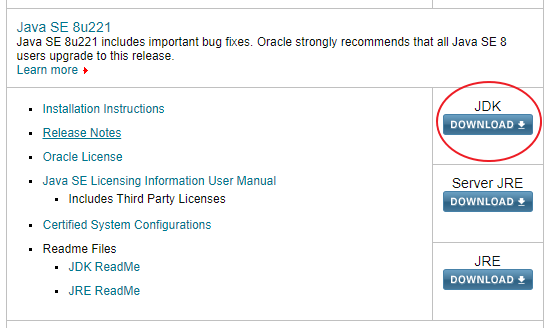 Java SE 8u221
Java SE 8u221 includes important bug fixes. Oracle strongly recommends that all Java SE 8
users upgrade to this release.
Learn more
Installation Instructions
Release Notes
Oracle License
Java SE Licensing Information User Manual
Includes Third Party Licenses
Certified System Configurations
Readme Files
JDK ReadMe
JRE ReadMe
JDK
DOWNLOAD
Server JRE
DOWNLOAD
JRE
DOWNLOAD